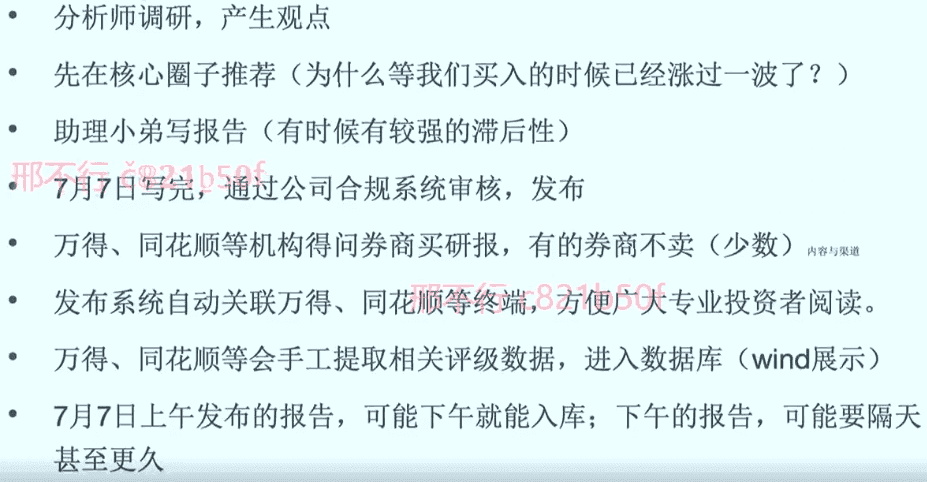 • 分析师调研，产生观点
• 先在核心圈子推荐（为什么等我们买入的时候已经涨过一波了？）
• 助理小弟写报告（有时候有较强的滞后性）
邢不行 c821b50f
• 7月7日写完，通过公司合规系统审核，发布
• 万得、同花顺等机构得问券商买研报，有的券商不卖（少数）内容与渠道
邢不行 c821b50f
• 发布系统自动关联万得、同花顺等终端，方便广大专业投资者阅读。
• 万得、同花顺等会手工提取相关评级数据，进入数据库（wind展示）
• 7月7日上午发布的报告，可能下午就能入库；下午的报告，可能要隔天
甚至更久